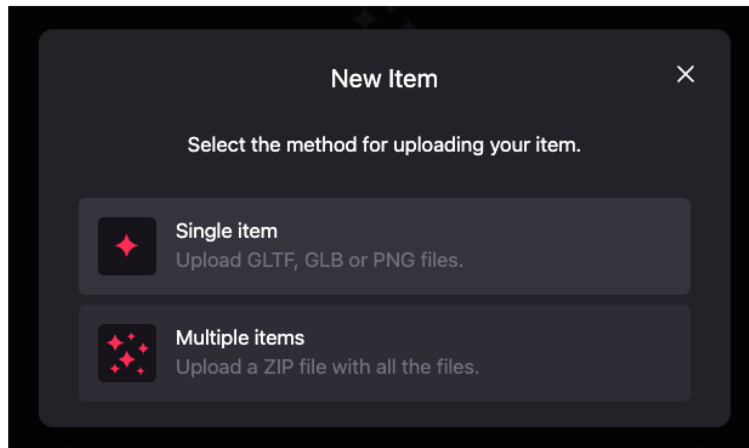 New Item
Select the method for uploading your item.
Single item
Upload GLTF, GLB or PNG files.
Multiple items
Upload a ZIP file with all the files.